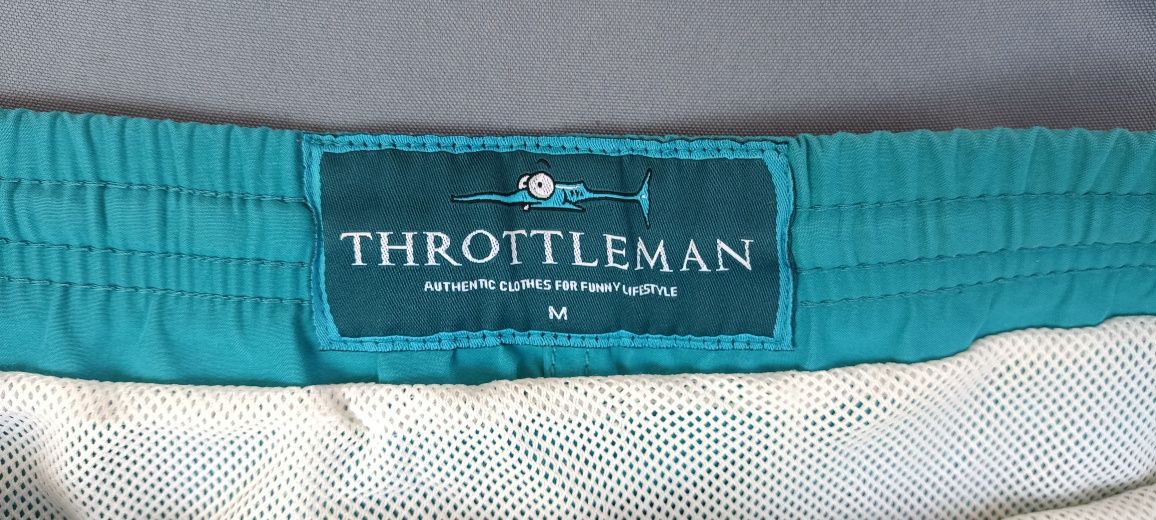 THROTTLEMAN
AUTHENTIC CLOTHES FOR FUNNY LIFESTYLE
M